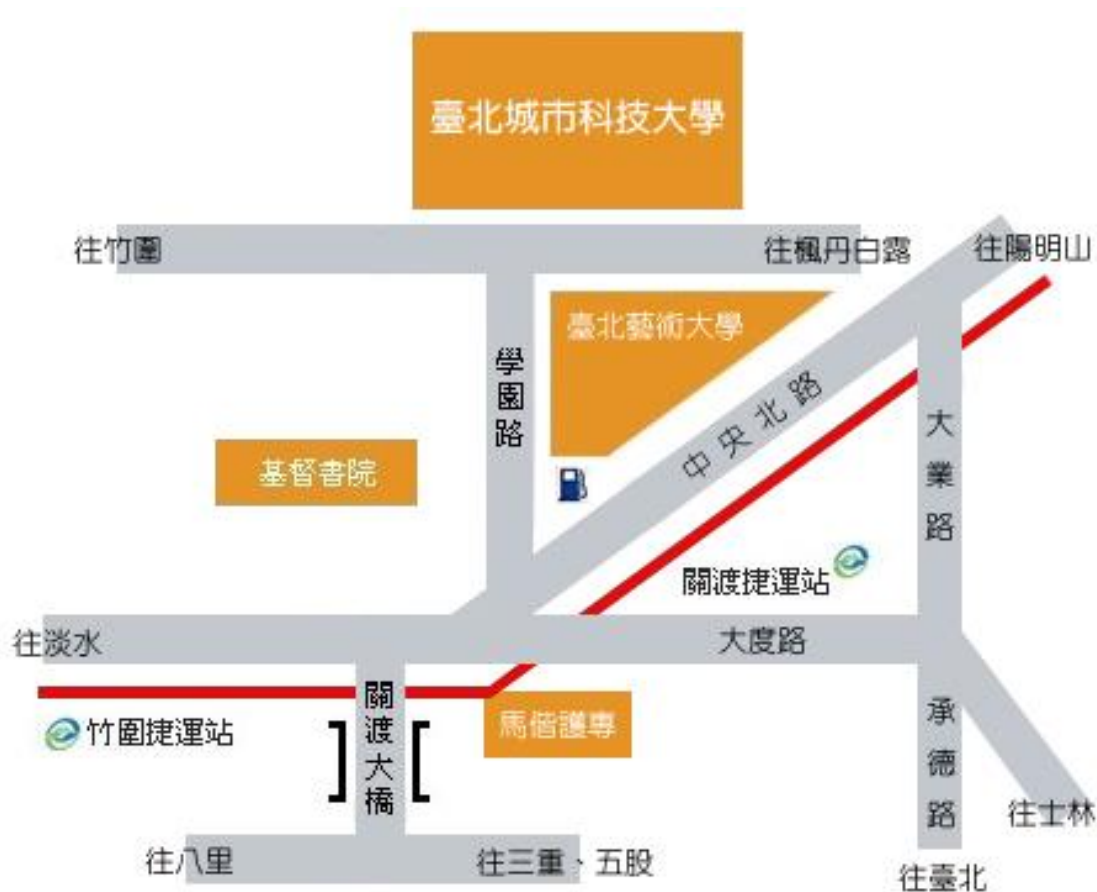 臺北城市科技大學
往竹圍
往楓丹白露
往陽明山
臺北藝術大學
學園路
中央北路
大業路
基督書院
關渡捷運站
往淡水
大度路
關渡大橋
馬偕護專
承德路
竹圍捷運站
往士林
往八里
往三重、五股
往臺北